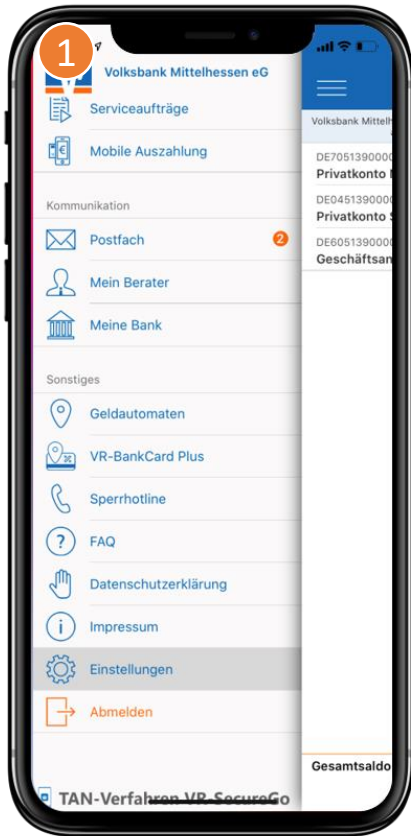 1
Volksbank Mittelhessen eG
Serviceaufträge
Mobile Auszahlung
Kommunikation
Postfach 2
Mein Berater
Meine Bank
Sonstiges
Geldautomaten
VR-BankCard Plus
Sperrhotline
? FAQ
Datenschutzerklärung
i Impressum
Einstellungen
Abmelden
TAN-Verfahren VR-SecureGo
Volksbank Mittelh
DE7051390000
Privatkonto
DE0451390000
Privatkonto S
DE6051390000
Geschäftsan
Gesamtsaldo